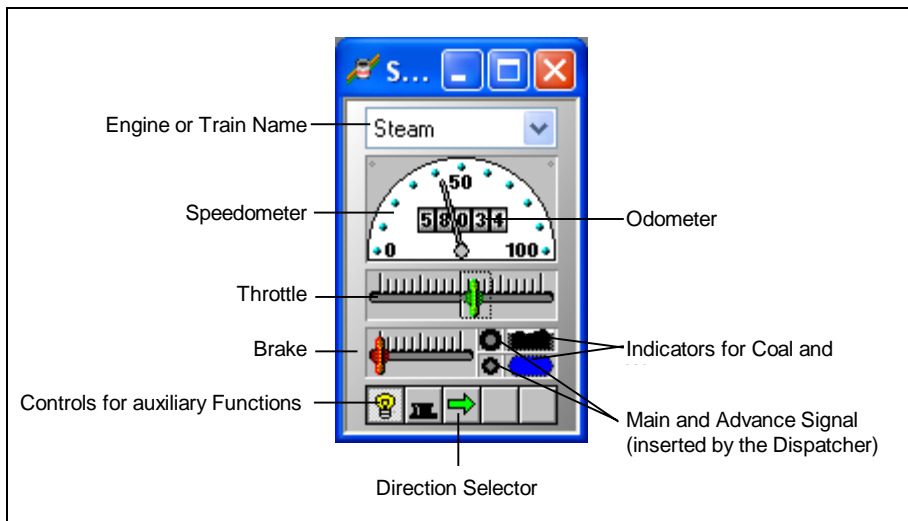 S...
Engine or Train Name
Steam
50
Speedometer
58034
Odometer
0
100
Throttle
Brake
Indicators for Coal and
Controls for auxiliary Functions
Main and Advance Signal
(inserted by the Dispatcher)
Direction Selector